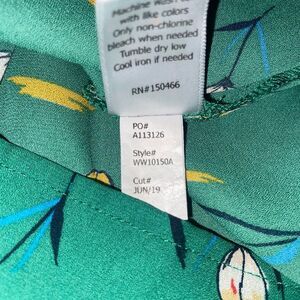 Machine wash
with like colors
Only non-chlorine
bleach when needed
Tumble dry low
Cool iron if needed
RN#150466
PO#
A113126
Style#
WW10150A
Cut#
JUN/19